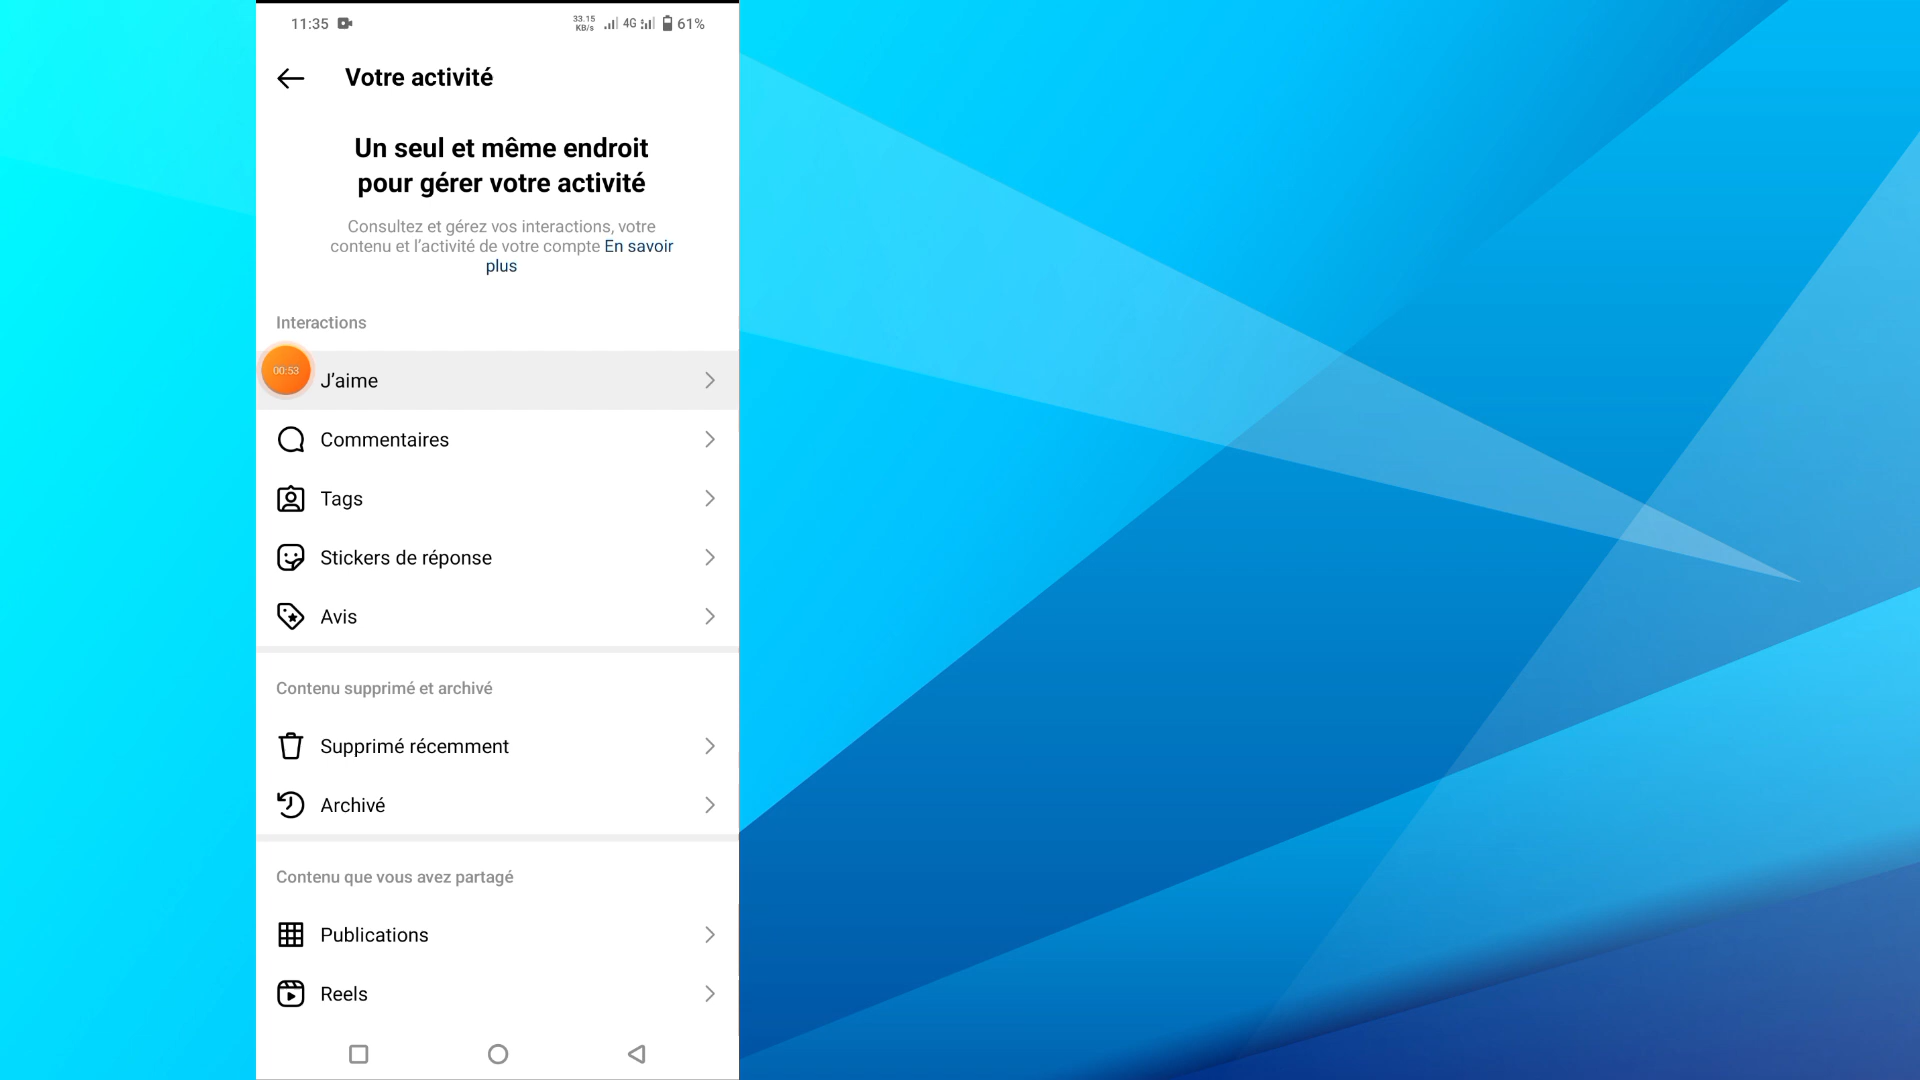 11:35
33.15
KB/s
4G
61%
Votre activité
Un seul et même endroit
pour gérer votre activité
Consultez et gérez vos interactions, votre
contenu et l’activité de votre compte En savoir
plus
Interactions
00:53
J’aime
Commentaires
Tags
Stickers de réponse
Avis
Contenu supprimé et archivé
Supprimé récemment
Archivé
Contenu que vous avez partagé
Publications
Reels